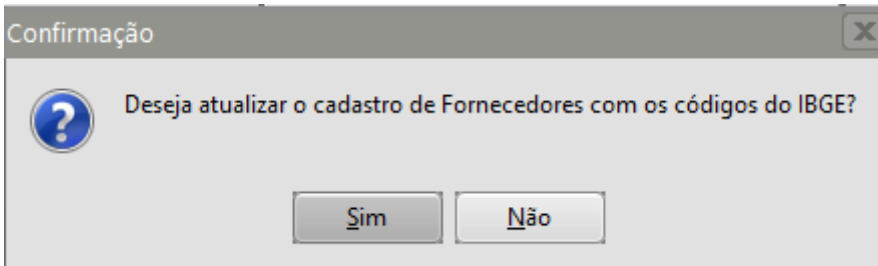 Confirmação
Deseja atualizar o cadastro de Fornecedores com os códigos do IBGE?
Sim
Não